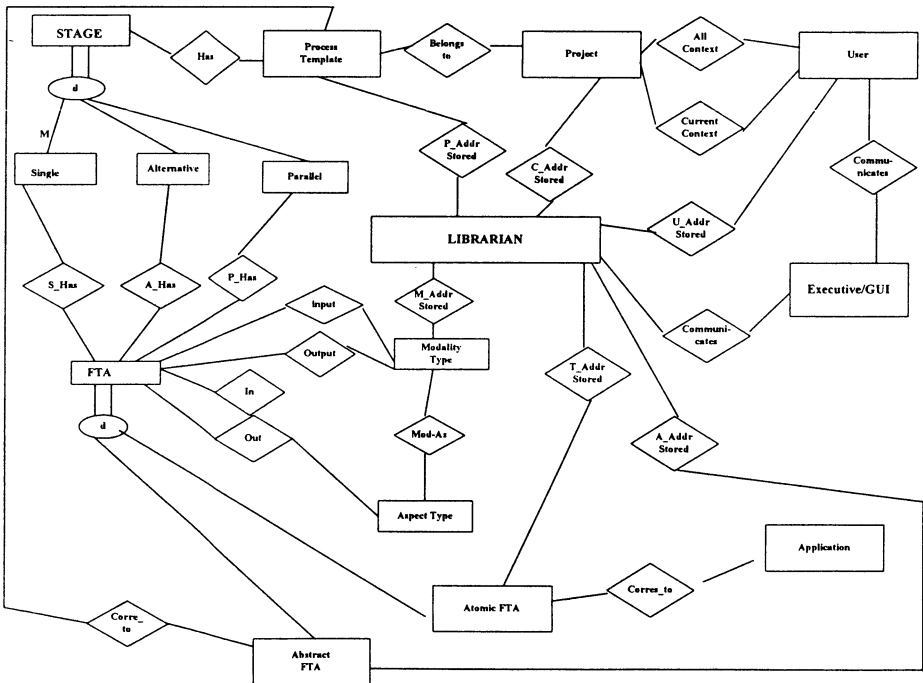 STAGE
Has
Process
Template
Belongs
to
Project
All
Context
User
Current
Context
d
M
Single
Alternative
Parallel
P_Addr
Stored
C_Addr
Stored
Commu-
nicates
U_Addr
Stored
LIBRARIAN
S_Has
A_Has
P_Has
M_Addr
Stored
Executive/GUI
Input
Output
Modality
Type
Communi-
cates
FTA
In
Out
T_Addr
Stored
d
Mod-As
A_Addr
Stored
Aspect Type
Application
Atomic FTA
Corres_to
Corre_
to
Abstract
FTA